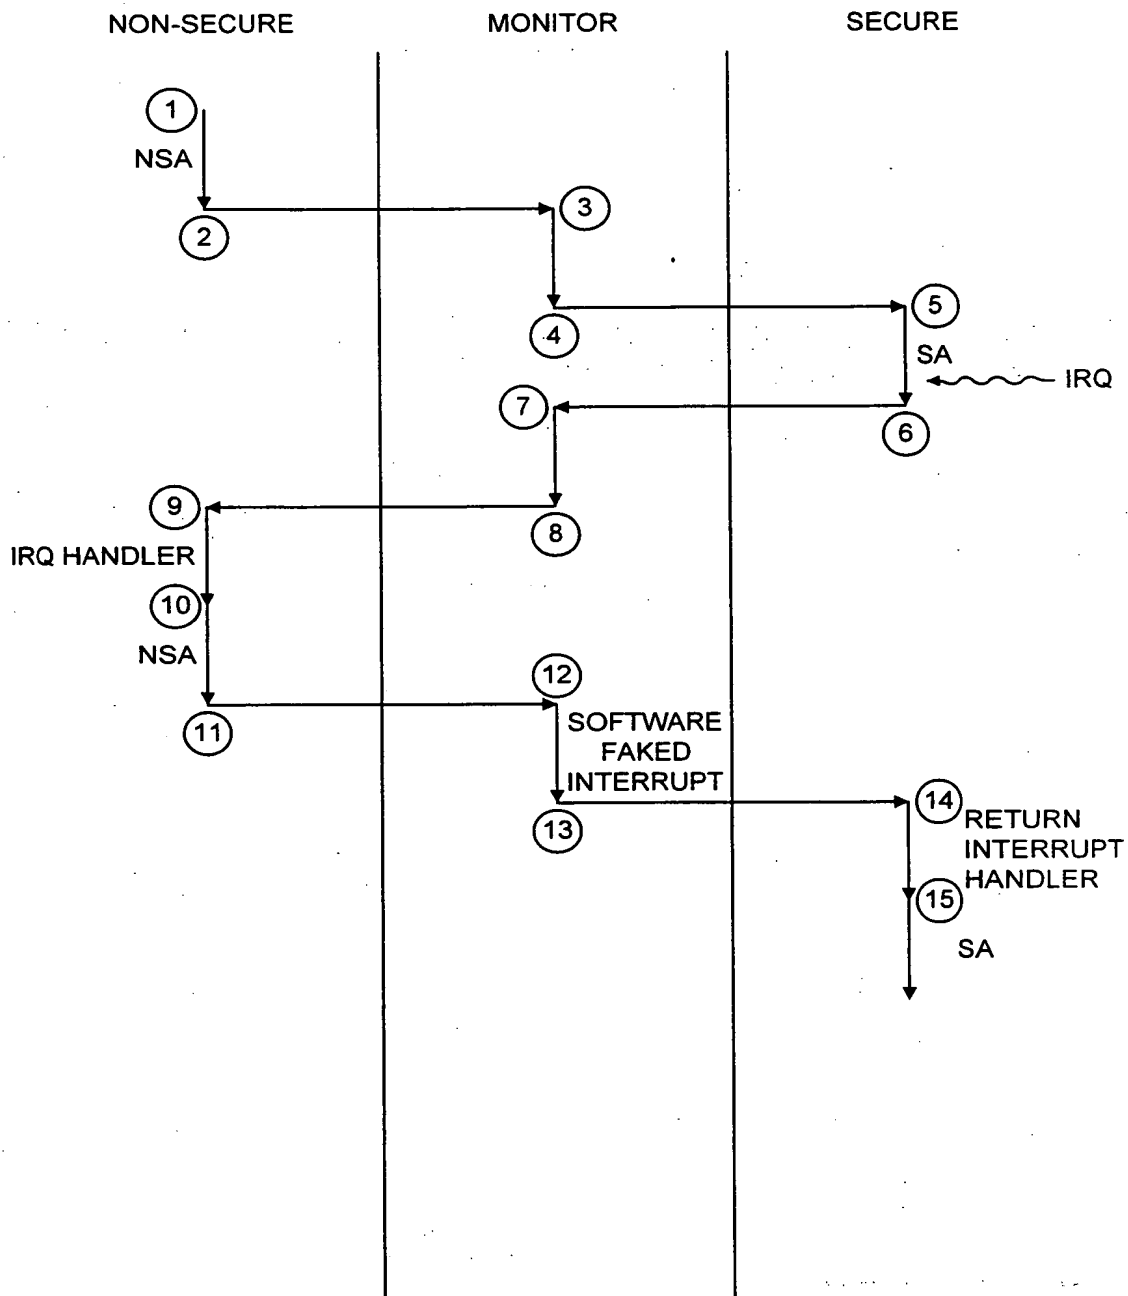 NON-SECURE
MONITOR
SECURE
1
NSA
2
3
4
5
SA
IRQ
6
7
8
9
IRQ HANDLER
10
NSA
11
12
SOFTWARE
FAKED
INTERRUPT
13
14
RETURN
INTERRUPT
HANDLER
15
SA